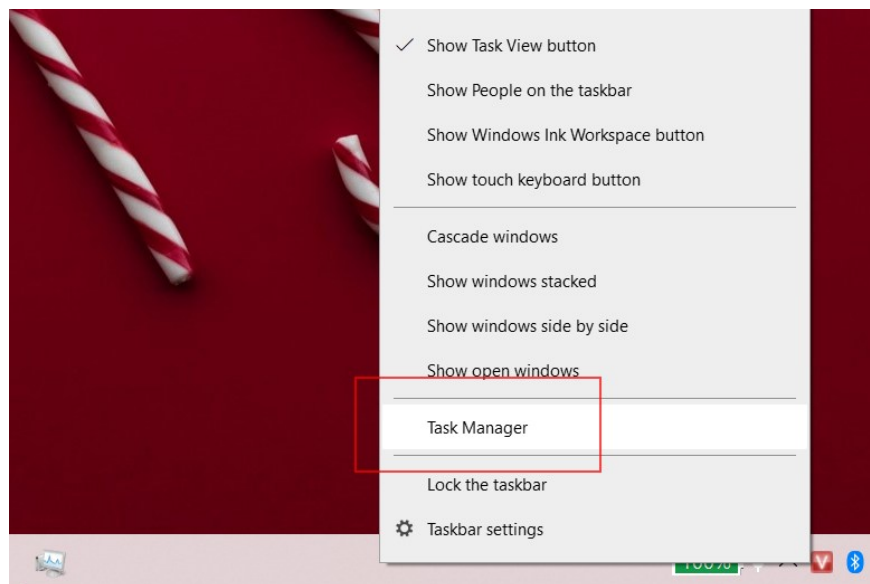 Show Task View button
Show People on the taskbar
Show Windows Ink Workspace button
Show touch keyboard button
Cascade windows
Show windows stacked
Show windows side by side
Show open windows
Task Manager
Lock the taskbar
Taskbar settings
100%
V